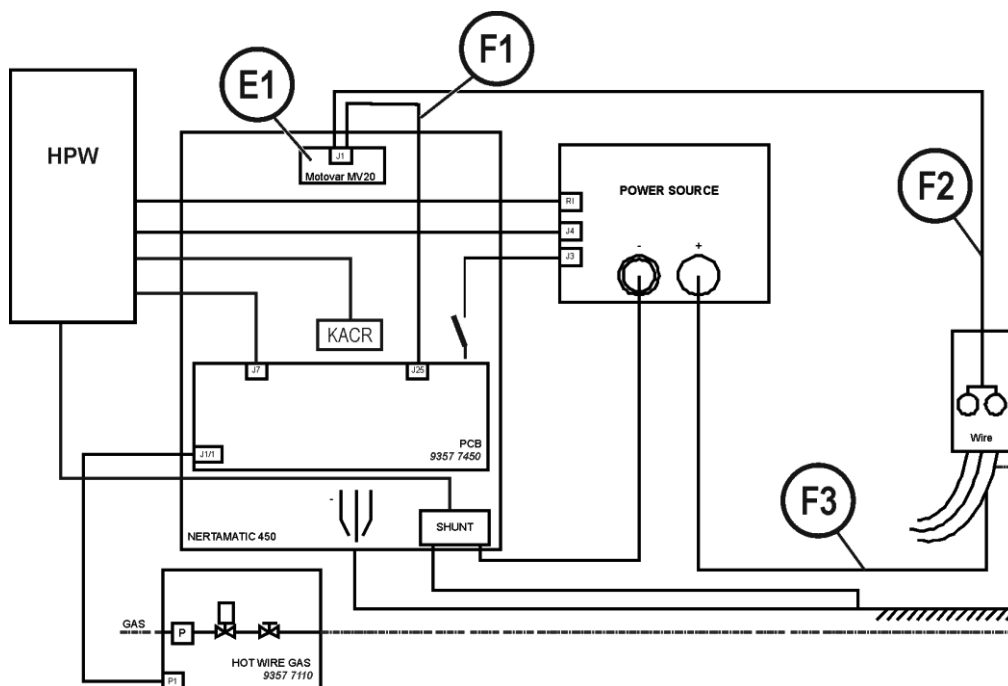 F1
E1
HPW
J1
Motovar MV20
POWER SOURCE
F2
RI
J4
J3
-
+
KACR
J7
J25
Wire
J1/1
PCB
9357 7450
F3
-
SHUNT
NERTAMATIC 450
GAS
P
HOT WIRE GAS
9357 7110
P1